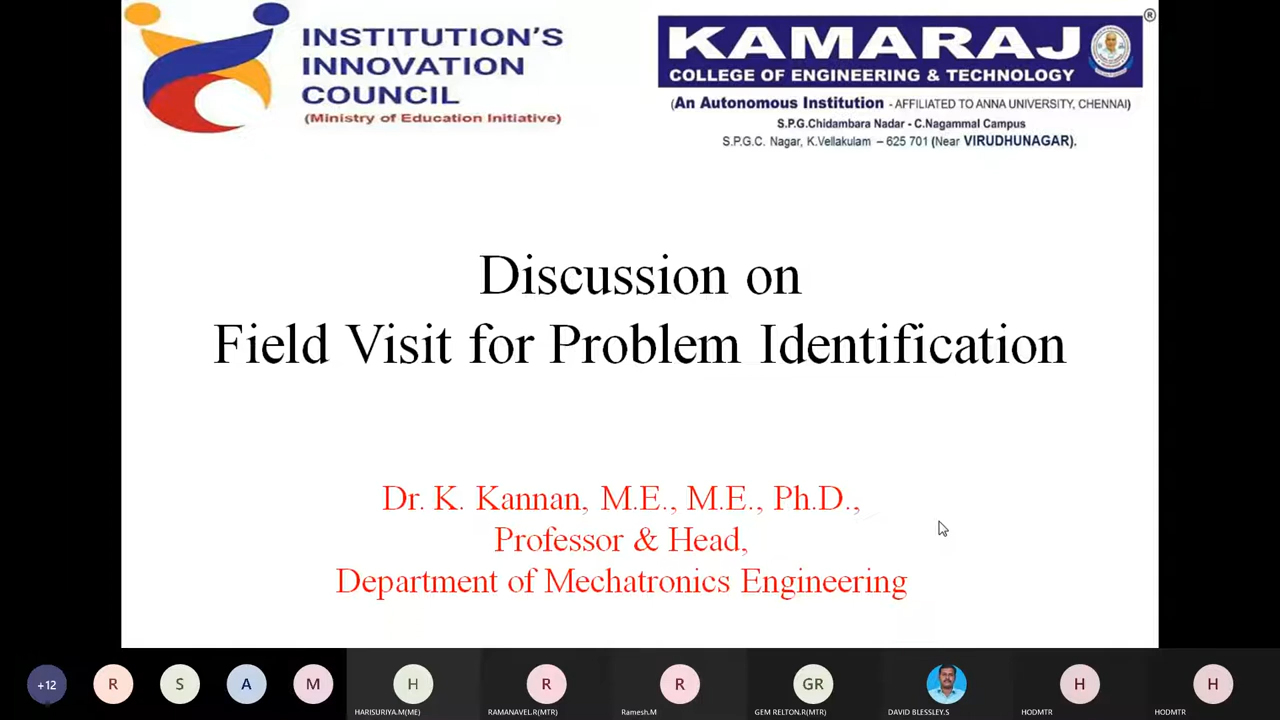 INSTITUTION'S
INNOVATION
COUNCIL
(Ministry of Education Initiative)
KAMARAJ
®
COLLEGE OF ENGINEERING & TECHNOLOGY
(An Autonomous Institution - AFFILIATED TO ANNA UNIVERSITY, CHENNAI)
S.P.G.Chidambara Nadar - C.Nagammal Campus
S.P.G.C. Nagar, K.Vellakulam – 625 701 (Near VIRUDHUNAGAR).
Discussion on
Field Visit for Problem Identification
Dr. K. Kannan, M.E., M.E., Ph.D.,
Professor & Head,
Department of Mechatronics Engineering
+12 R S A M H R R GR H H
HARISURIYA.M(ME) RAMANAVEL.R(MTR) Ramesh.M GEM RELTON.R(MTR) DAVID BLESSLEY.S HODMTR HODMTR